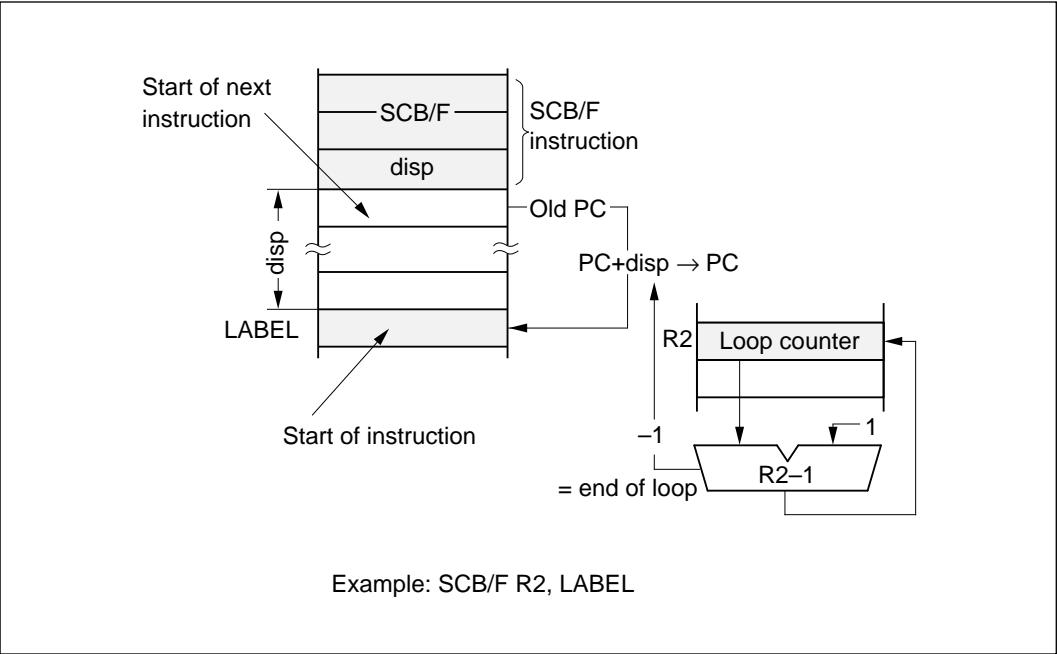 Start of next
instruction
SCB/F
SCB/F
instruction
disp
Old PC
disp
PC+disp → PC
LABEL
R2
Loop counter
Start of instruction
–1
1
R2–1
= end of loop
Example: SCB/F R2, LABEL